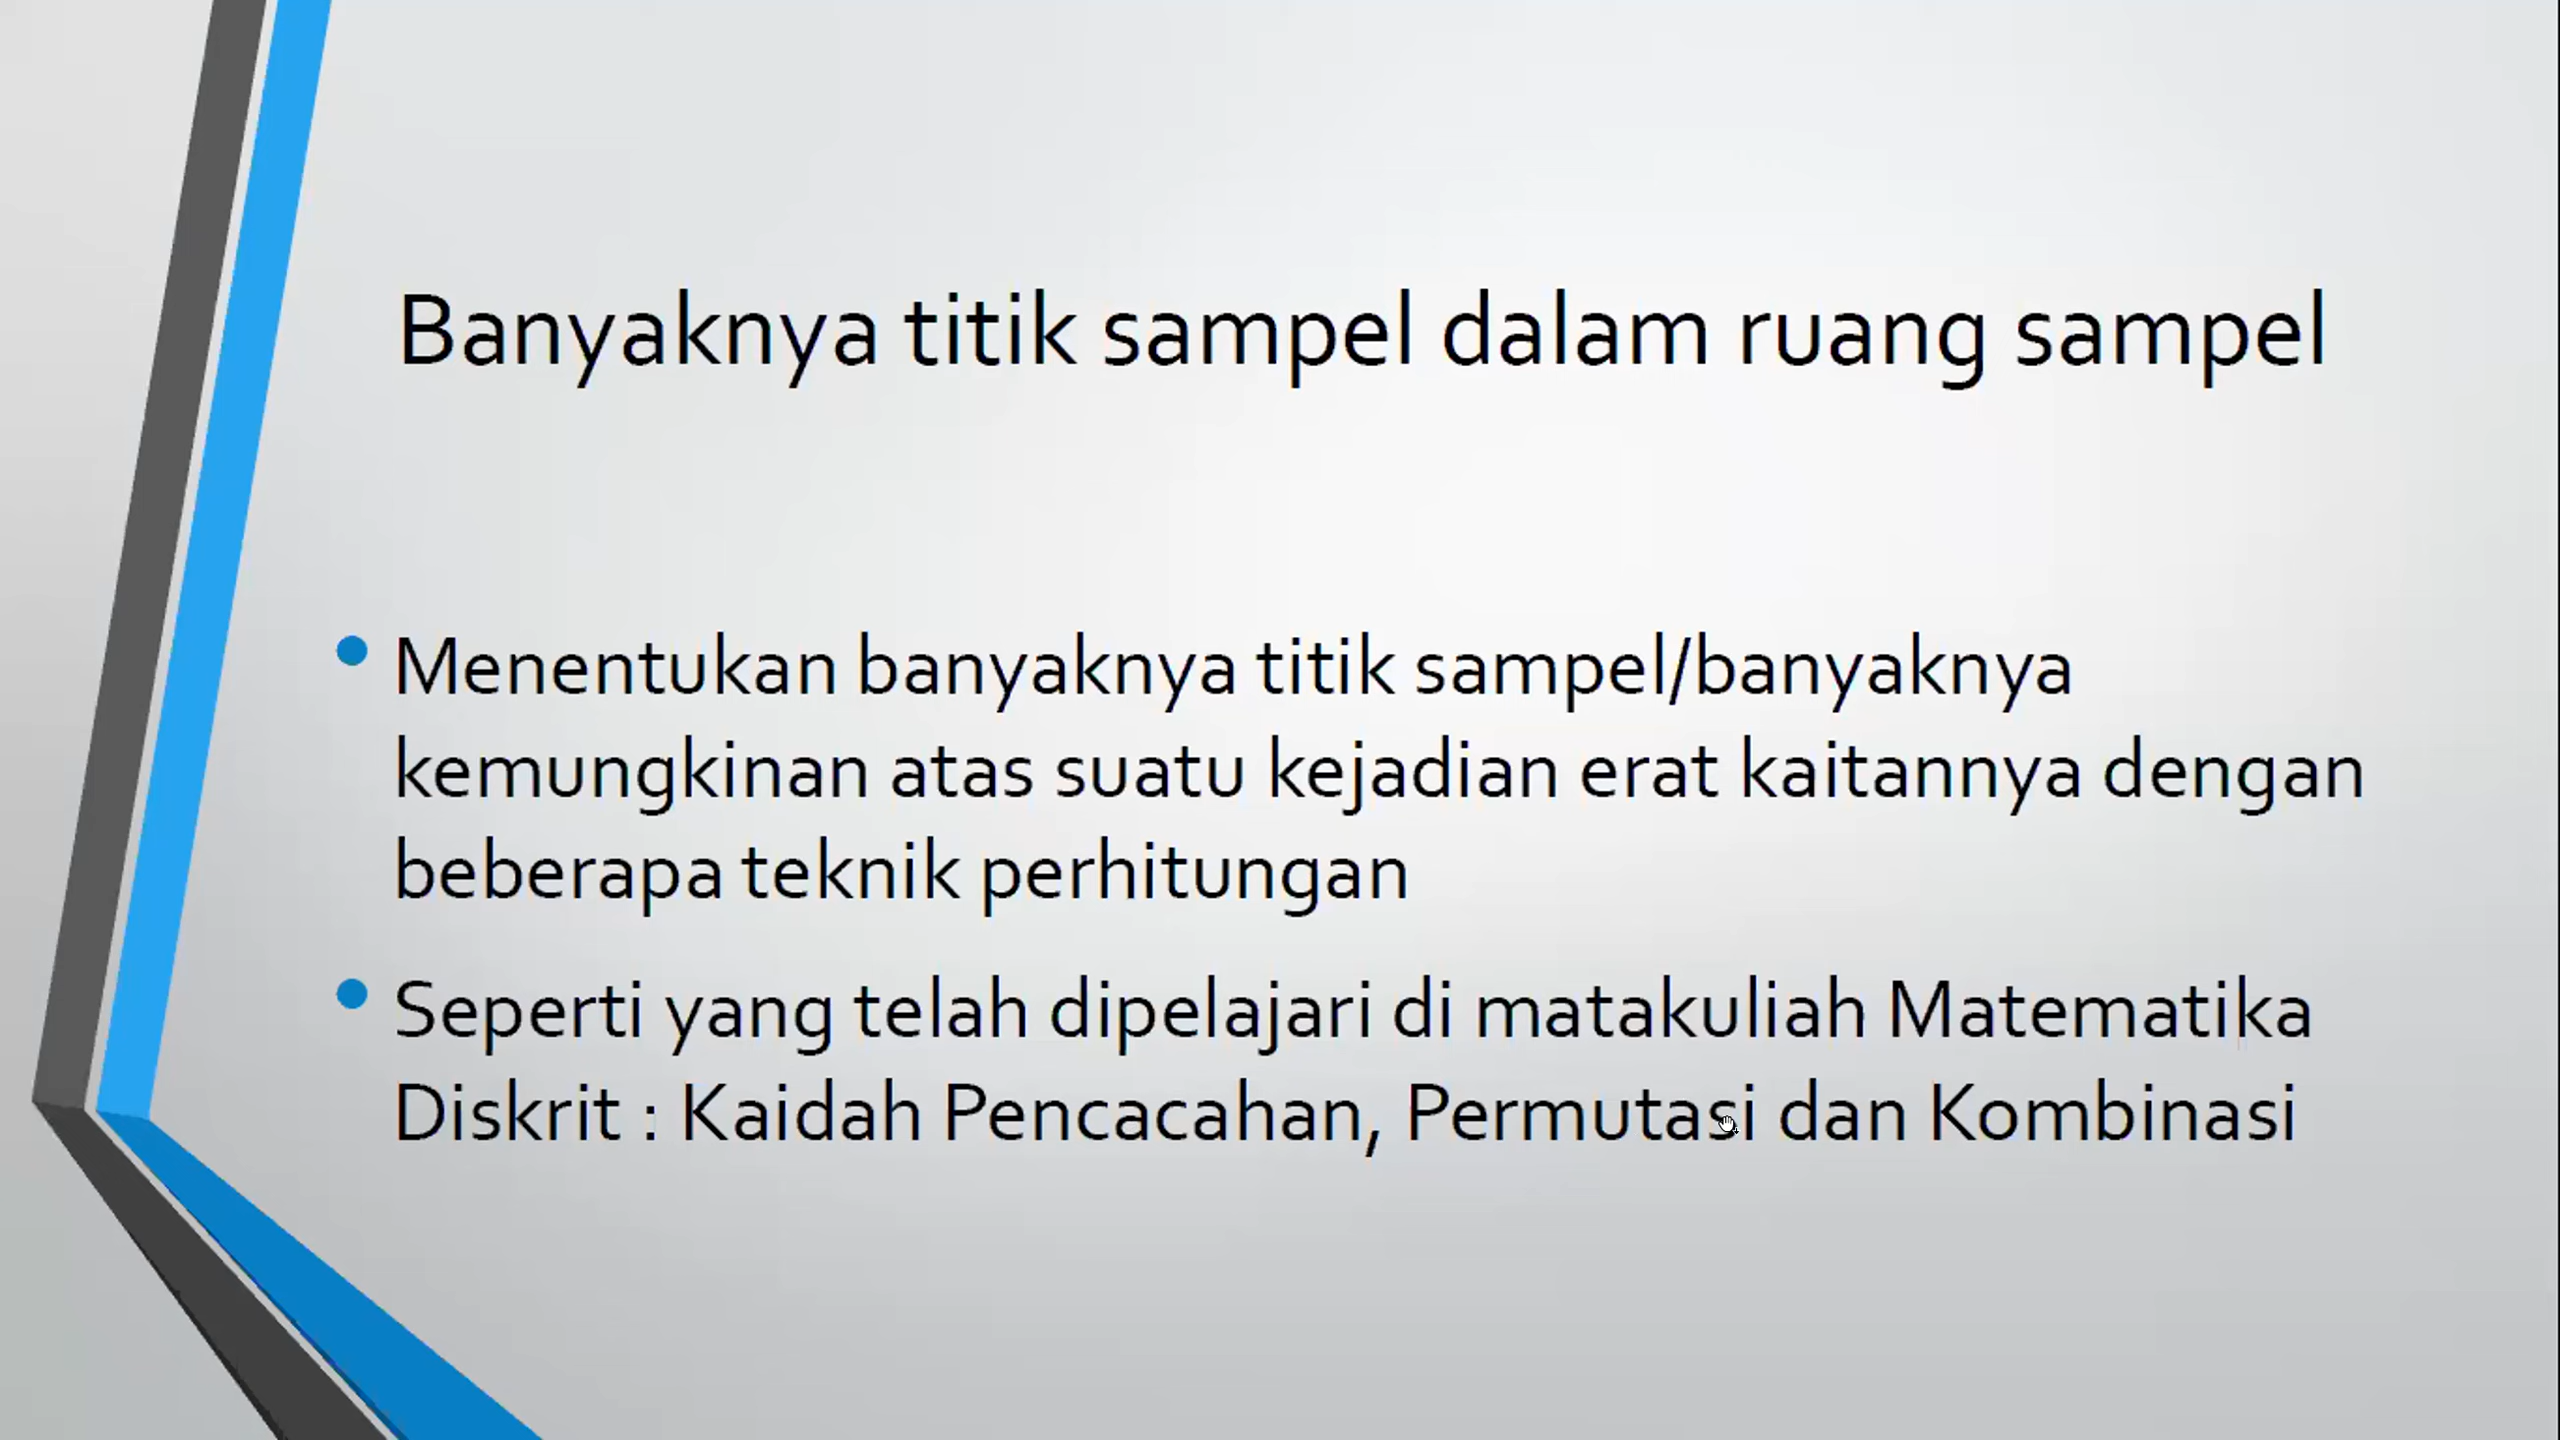 Banyaknya titik sampel dalam ruang sampel
• Menentukan banyaknya titik sampel/banyaknya
kemungkinan atas suatu kejadian erat kaitannya dengan
beberapa teknik perhitungan
• Seperti yang telah dipelajari di matakuliah Matematika
Diskrit : Kaidah Pencacahan, Permutasi dan Kombinasi